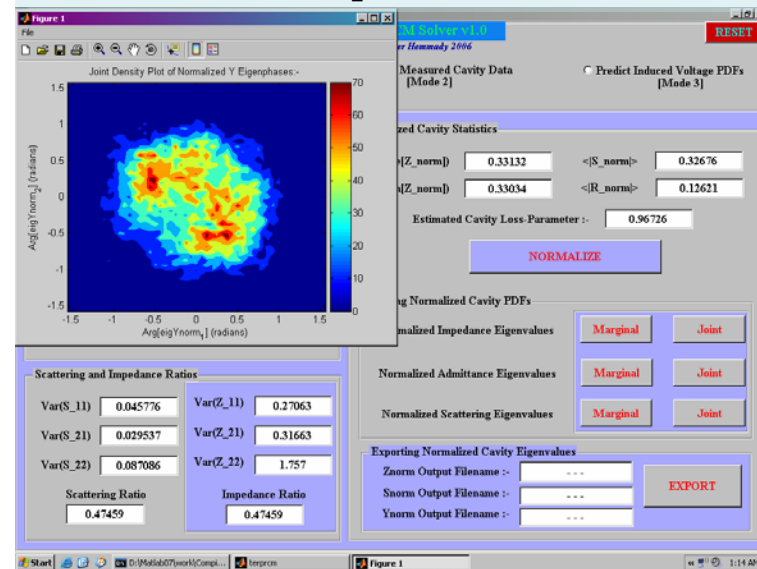 Figure 1
File
Joint Density Plot of Normalized Y Eigenphases:-
1.5
1
0.5
0
-0.5
-1
-1.5
Arg[eigYnorm2] (radians)
-1.5 -1 -0.5 0 0.5 1 1.5
Arg[eigYnorm1] (radians)
70
60
50
40
30
20
10
0
CM Solver v1.0
er Hemmady 2006
RESET
Measured Cavity Data
[Mode 2]
Predict Induced Voltage PDFs
[Mode 3]
zed Cavity Statistics
[Z_norm]) 0.33132 <|S_norm|> 0.32676
[Z_norm]) 0.33034 <|R_norm|> 0.12621
Estimated Cavity Loss-Parameter :- 0.96726
NORMALIZE
ng Normalized Cavity PDFs
rmalized Impedance Eigenvalues Marginal Joint
Normalized Admittance Eigenvalues Marginal Joint
Normalized Scattering Eigenvalues Marginal Joint
Scattering and Impedance Ratios
Var(S_11) 0.045776 Var(Z_11) 0.27063
Var(S_21) 0.029537 Var(Z_21) 0.31663
Var(S_22) 0.087086 Var(Z_22) 1.757
Scattering Ratio Impedance Ratio
0.47459 0.47459
Exporting Normalized Cavity Eigenvalues
Znorm Output Filename :- - - -
Snorm Output Filename :- - - -
Ynorm Output Filename :- - - -
EXPORT
Start D:\Matlab07\work\Compi... terprcm Figure 1 1:14 AM